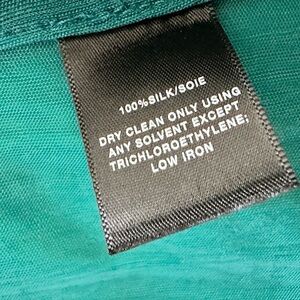 100%SILK/SOIE
DRY CLEAN ONLY USING
ANY SOLVENT EXCEPT
TRICHLOROETHYLENE;
LOW IRON